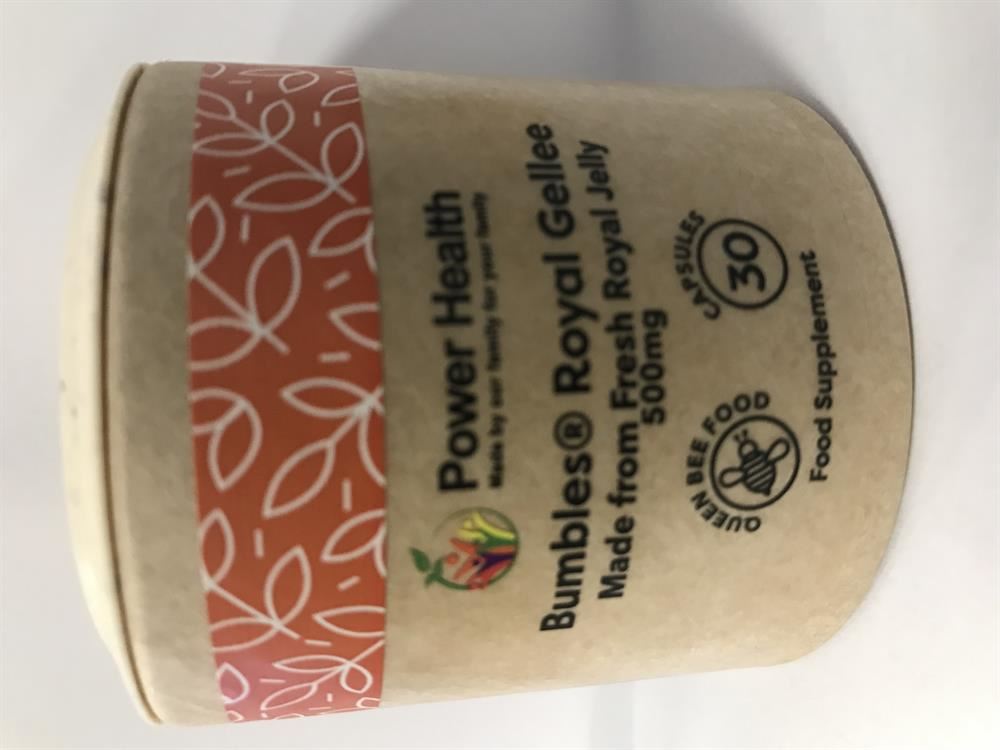 Power Health
Made by our family for your family
Bumbles® Royal Gellee
Made from Fresh Royal Jelly
500mg
QUEEN BEE FOOD
CAPSULES
30
Food Supplement